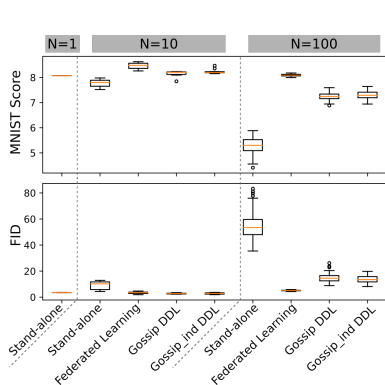 N=1 N=10 N=100
MNIST Score
8
7
6
5
FID
80
60
40
20
0
Stand-alone
Stand-alone
Federated Learning
Gossip DDL
Gossip_ind DDL
Stand-alone
Federated Learning
Gossip DDL
Gossip_ind DDL